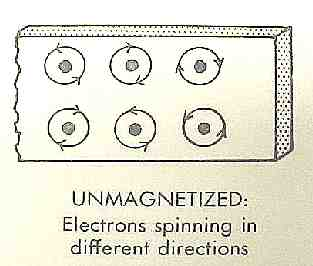 UNMAGNETIZED:
Electrons spinning in
different directions